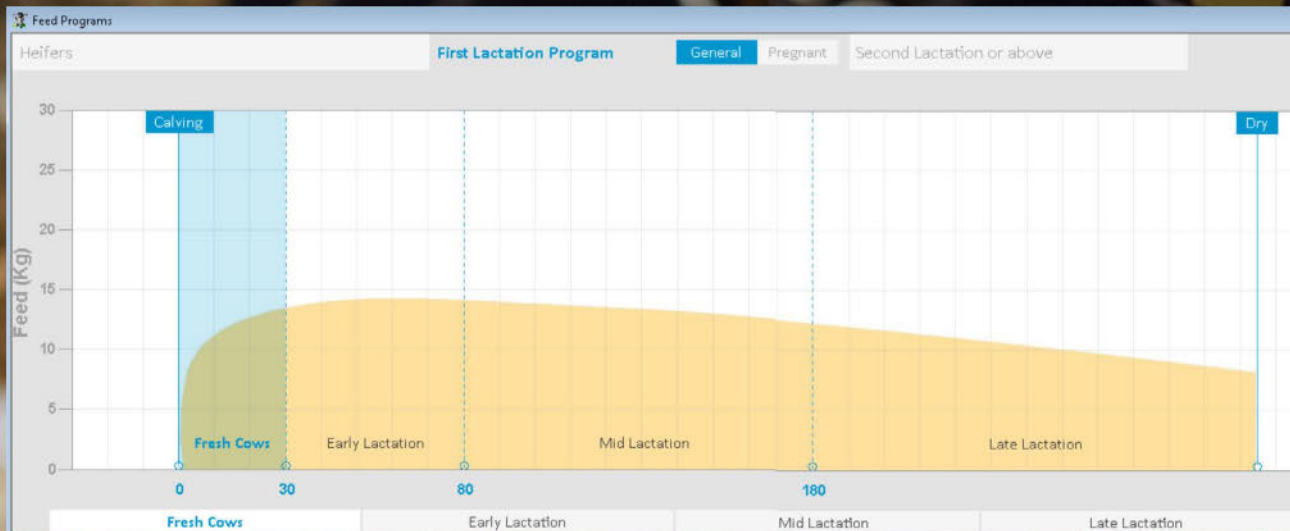 Feed Programs
Heifers First Lactation Program General Pregnant Second Lactation or above
30
Calving Dry
25
20
15
10
5
0
Feed (Kg)
Fresh Cows Early Lactation Mid Lactation Late Lactation
0 30 80 180
Fresh Cows Early Lactation Mid Lactation Late Lactation